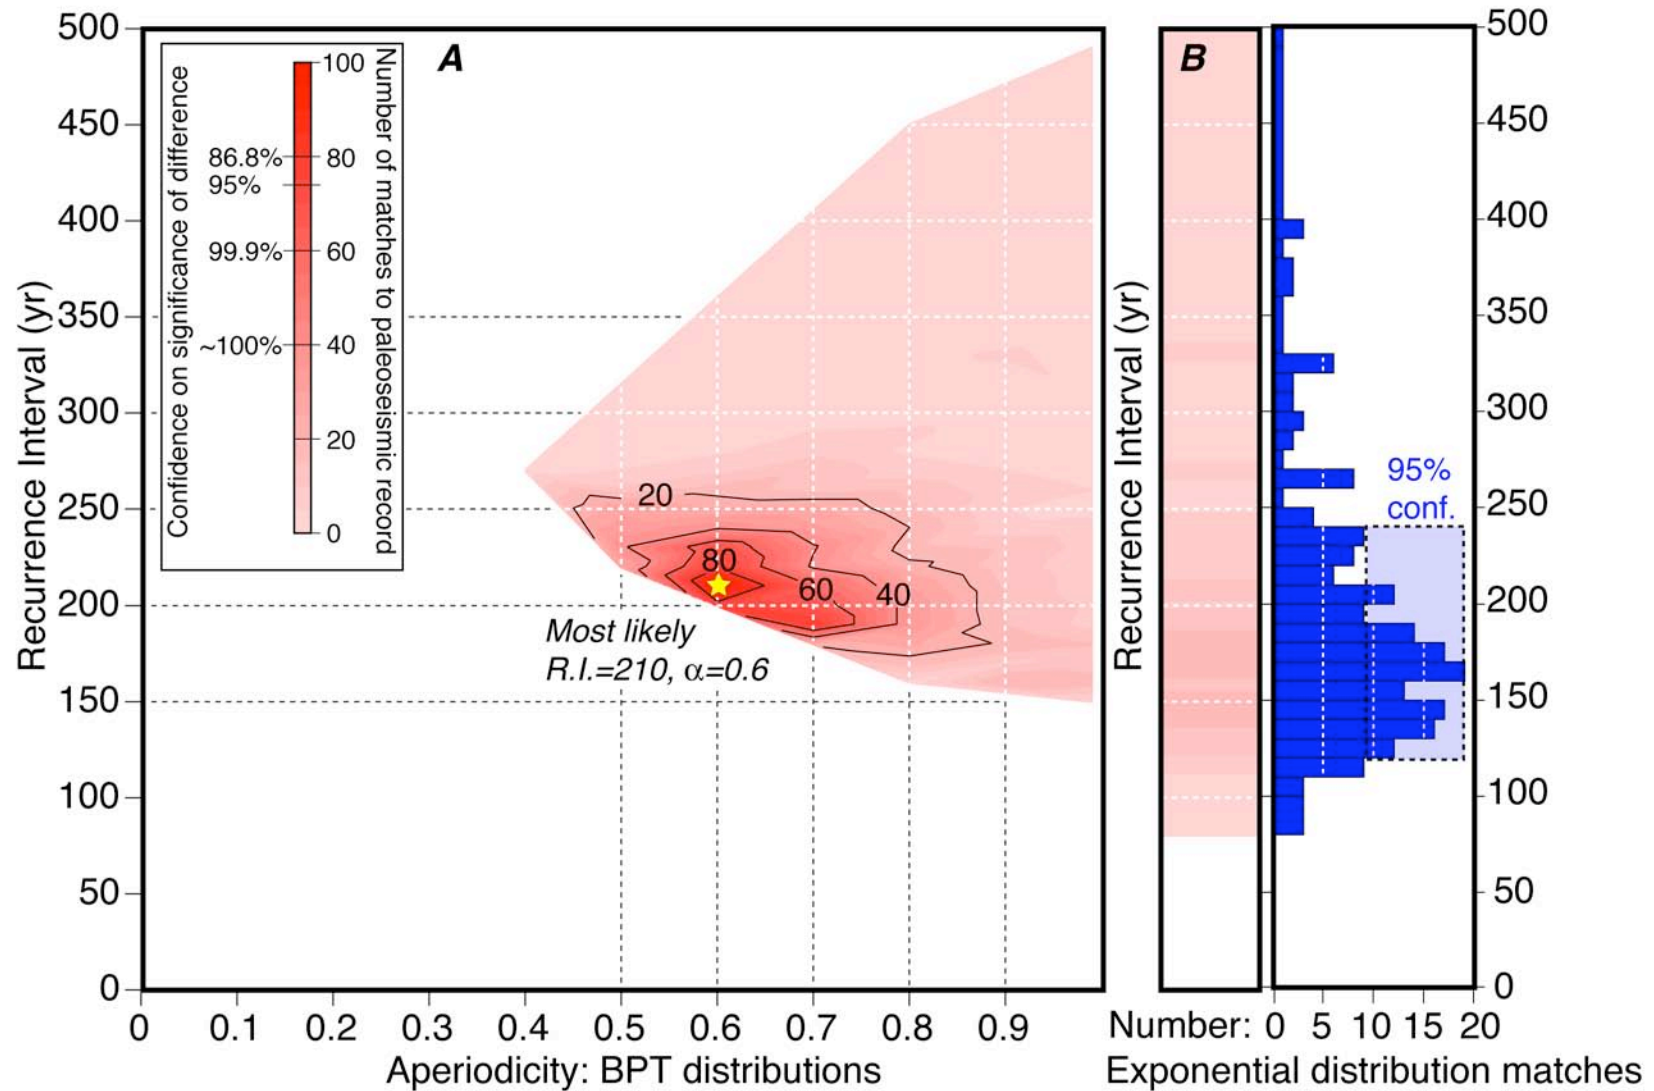 500
450
400
350
300
250
200
150
100
50
0
Recurrence Interval (yr)
Confidence on significance of difference
86.8%
95%
99.9%
~100%
100
80
60
40
20
0
Number of matches to paleoseismic record
A
20
80
60
40
Most likely
R.I.=210, α=0.6
0 0.1 0.2 0.3 0.4 0.5 0.6 0.7 0.8 0.9
Aperiodicity: BPT distributions
Recurrence Interval (yr)
B
95%
conf.
500
450
400
350
300
250
200
150
100
50
0
Number: 0 5 10 15 20
Exponential distribution matches